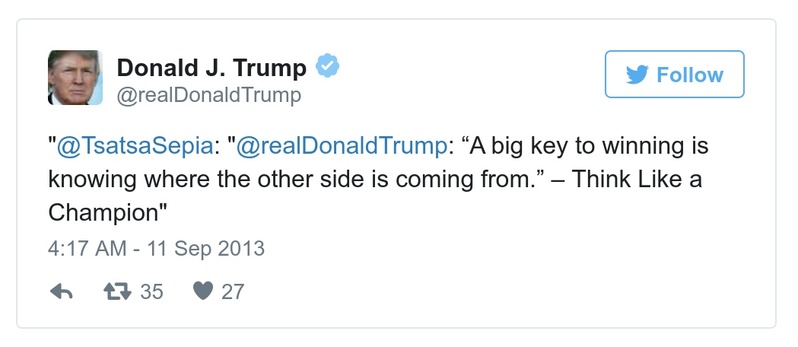 Donald J. Trump
@realDonaldTrump
Follow
"@TsatsaSepia: "@realDonaldTrump: “A big key to winning is
knowing where the other side is coming from.” – Think Like a
Champion"
4:17 AM - 11 Sep 2013
35 27